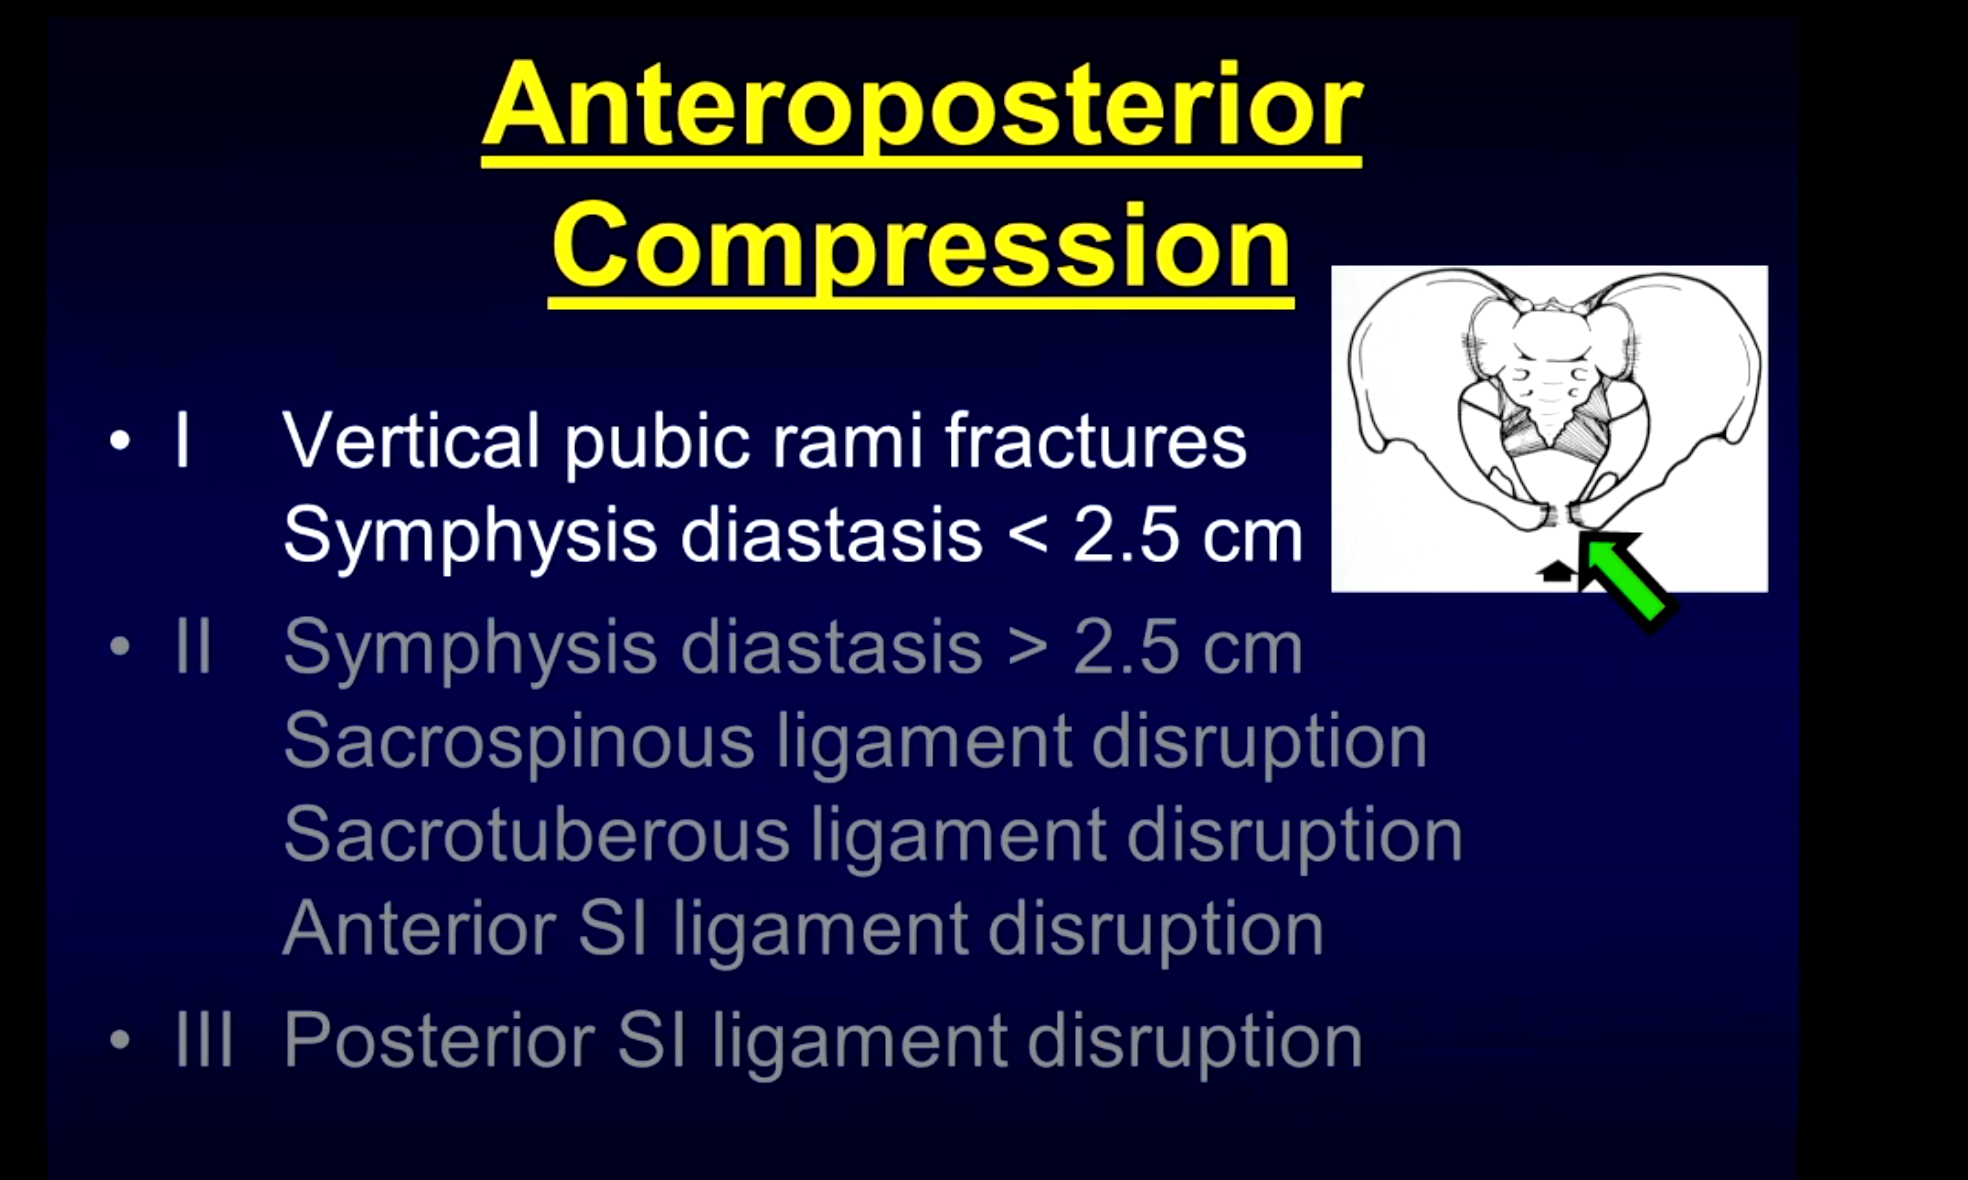 Anteroposterior
Compression
• I Vertical pubic rami fractures
Symphysis diastasis < 2.5 cm
• II Symphysis diastasis > 2.5 cm
Sacrospinous ligament disruption
Sacrotuberous ligament disruption
Anterior SI ligament disruption
• III Posterior SI ligament disruption